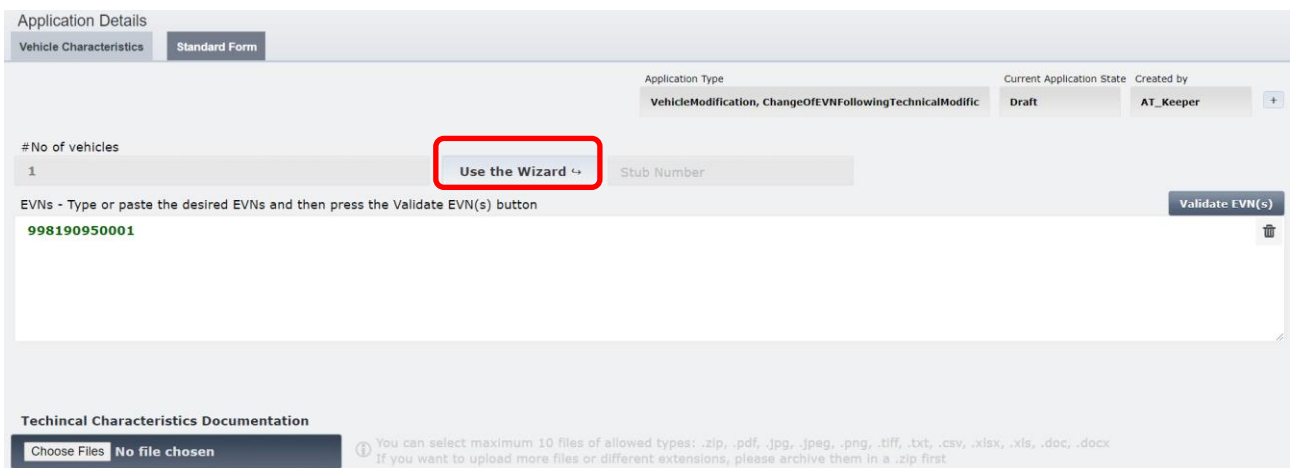 Application Details
Vehicle Characteristics Standard Form
Application Type Current Application State Created by
VehicleModification, ChangeOfEVNFollowingTechnicalModific Draft AT_Keeper +
#No of vehicles
1 Use the Wizard ↪ Stub Number
EVNs - Type or paste the desired EVNs and then press the Validate EVN(s) button Validate EVN(s)
998190950001
Techincal Characteristics Documentation
Choose Files No file chosen
You can select maximum 10 files of allowed types: .zip, .pdf, .jpg, .jpeg, .png, .tiff, .txt, .csv, .xlsx, .xls, .doc, .docx
If you want to upload more files or different extensions, please archive them in a .zip first